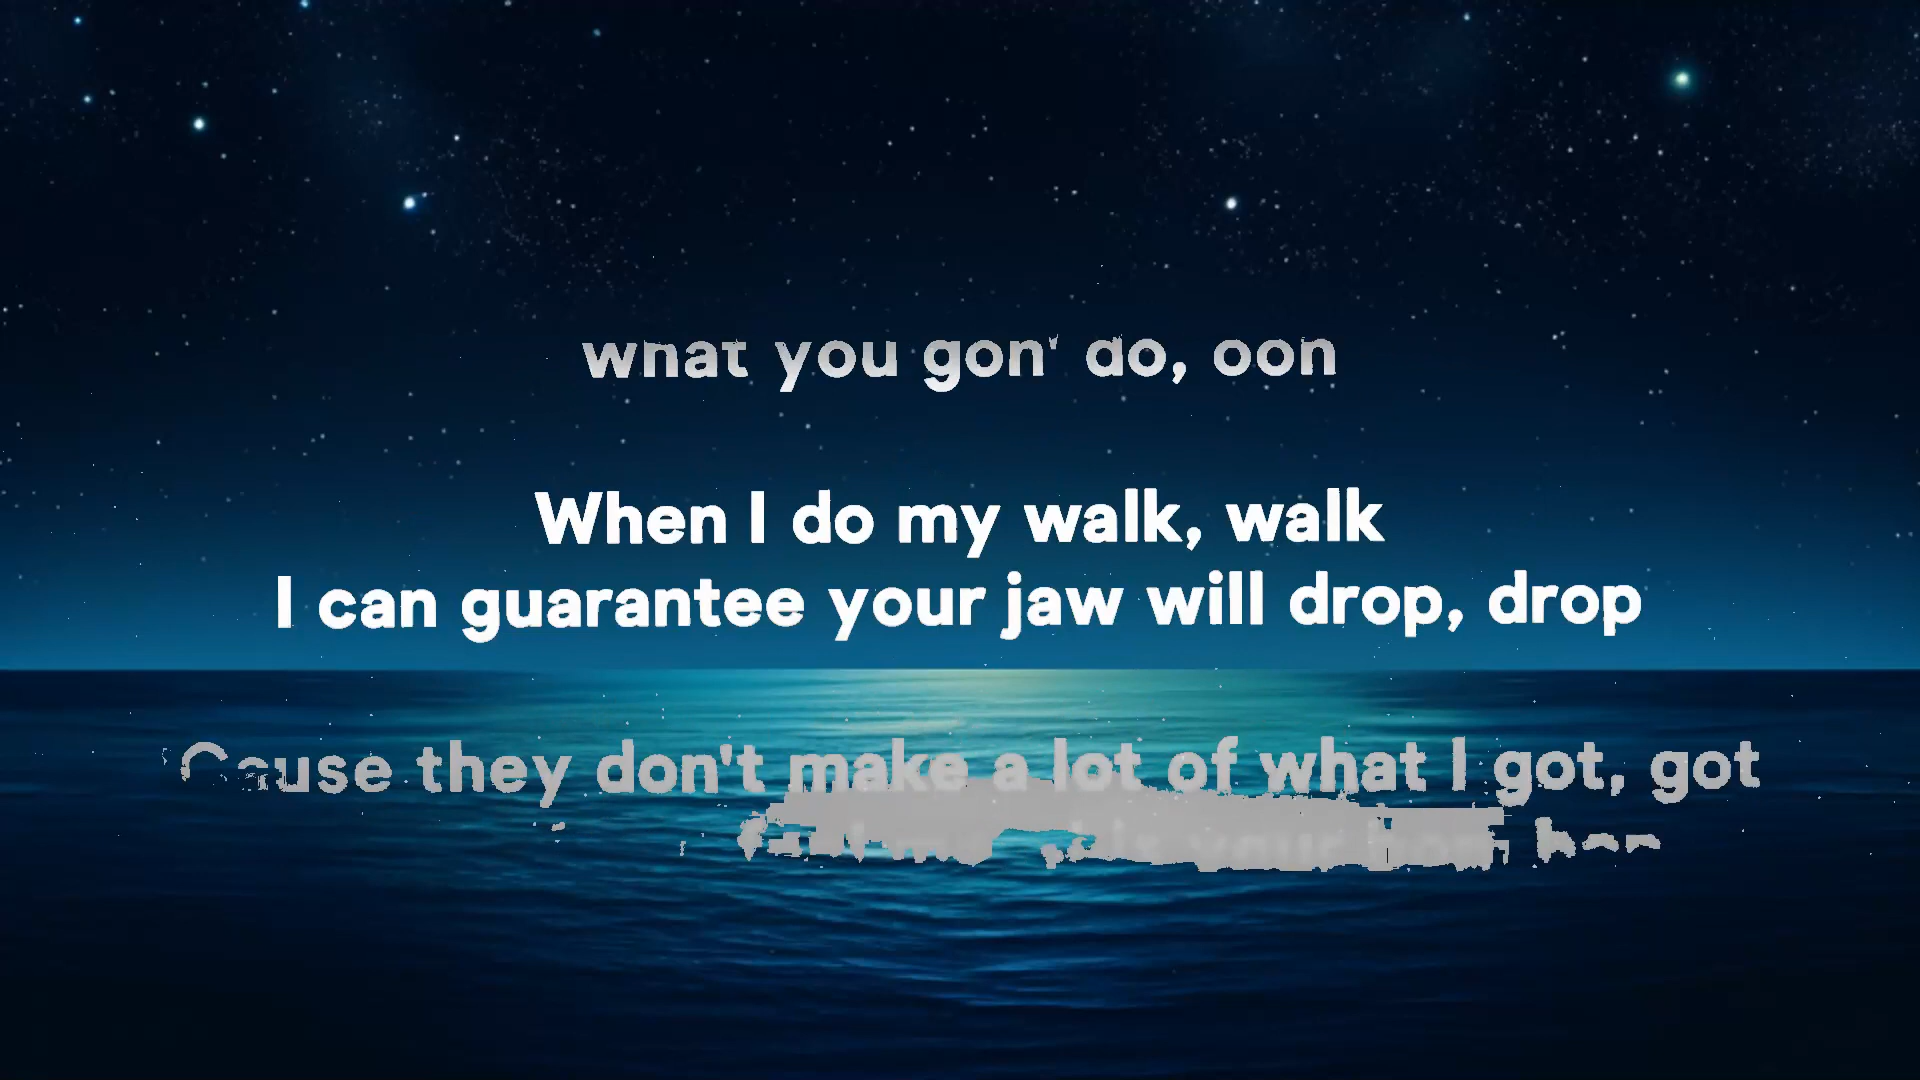 what you gon' do, ooh
When I do my walk, walk
I can guarantee your jaw will drop, drop
'Cause they don't make a lot of what I got, got